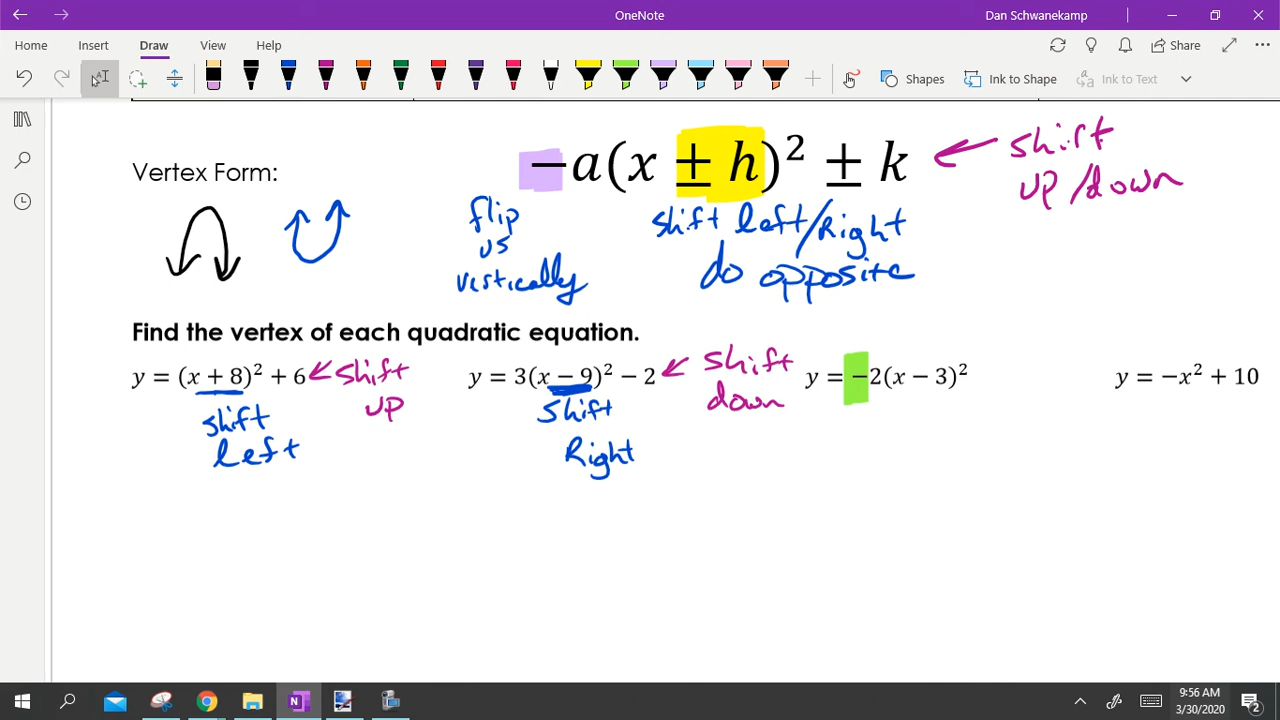 OneNote
Dan Schwanekamp
Home Insert Draw View Help
Share
Shapes
Ink to Shape
Ink to Text
Vertex Form:
−a(x ± h)² ± k
shift
up/down
flip
us
vertically
shift left/Right
do opposite
Find the vertex of each quadratic equation.
y = (x + 8)² + 6
shift
up
shift
left
y = 3(x − 9)² − 2
shift
down
shift
Right
y = −2(x − 3)²
y = −x² + 10
9:56 AM
3/30/2020
2